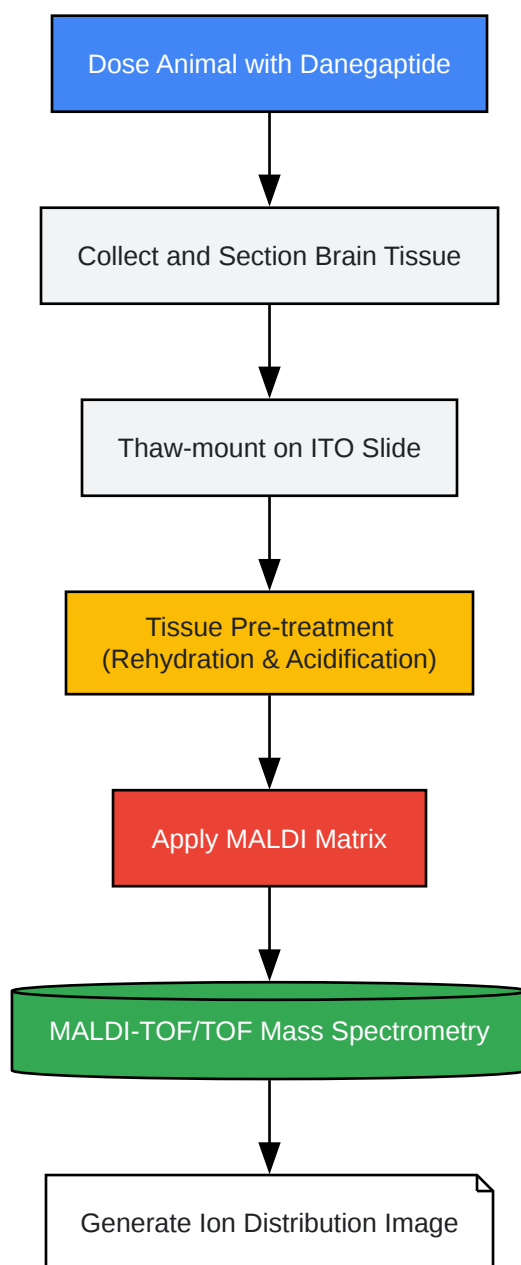 Dose Animal with Danegaptide
Collect and Section Brain Tissue
Thaw-mount on ITO Slide
Tissue Pre-treatment
(Rehydration & Acidification)
Apply MALDI Matrix
MALDI-TOF/TOF Mass Spectrometry
Generate Ion Distribution Image